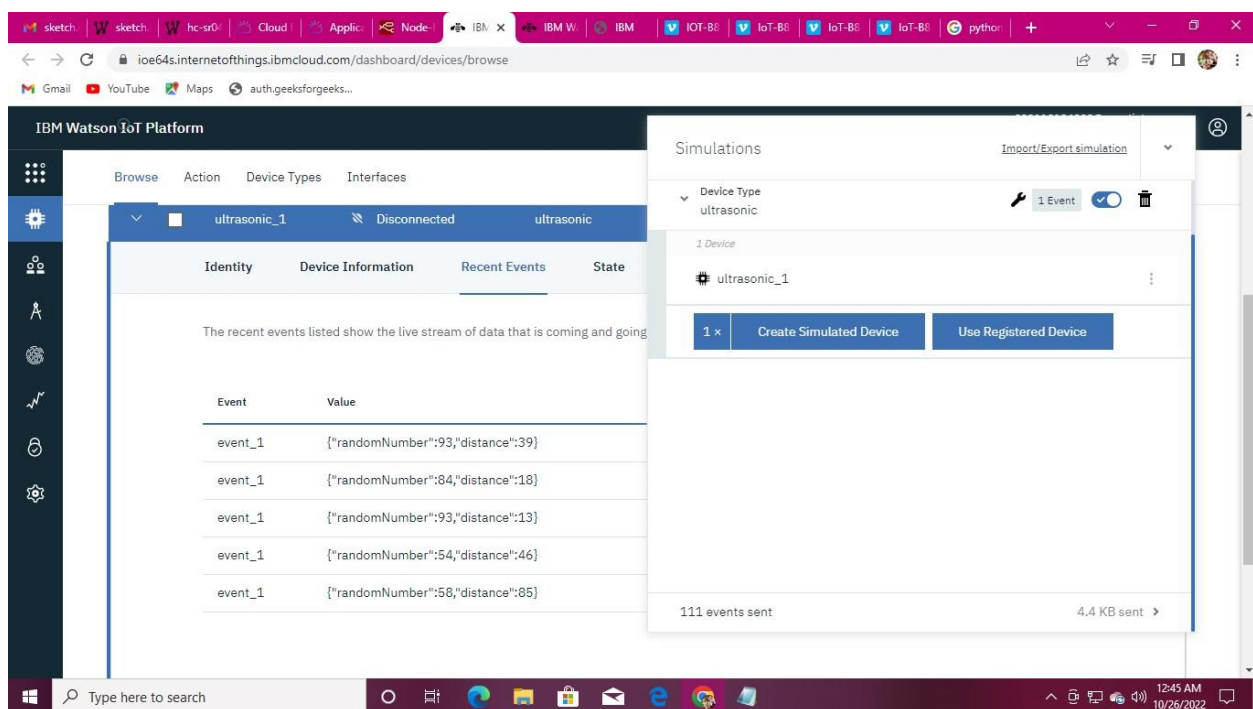 sketch.
sketch.
hc-sr04
Cloud
Applica
Node-
IBM
IBM W
IBM
IOT-B8
IoT-B8
IoT-B8
IoT-B8
python
ioe64s.internetofthings.ibmcloud.com/dashboard/devices/browse
Gmail YouTube Maps auth.geeksforgeeks...
IBM Watson IoT Platform
Browse Action Device Types Interfaces
ultrasonic_1 Disconnected ultrasonic
Identity Device Information Recent Events State
The recent events listed show the live stream of data that is coming and going
Event Value
event_1 {"randomNumber":93,"distance":39}
event_1 {"randomNumber":84,"distance":18}
event_1 {"randomNumber":93,"distance":13}
event_1 {"randomNumber":54,"distance":46}
event_1 {"randomNumber":58,"distance":85}
Simulations Import/Export simulation
Device Type
ultrasonic
1 Event
1 Device
ultrasonic_1
1 × Create Simulated Device Use Registered Device
111 events sent 4.4 KB sent
Type here to search
12:45 AM
10/26/2022